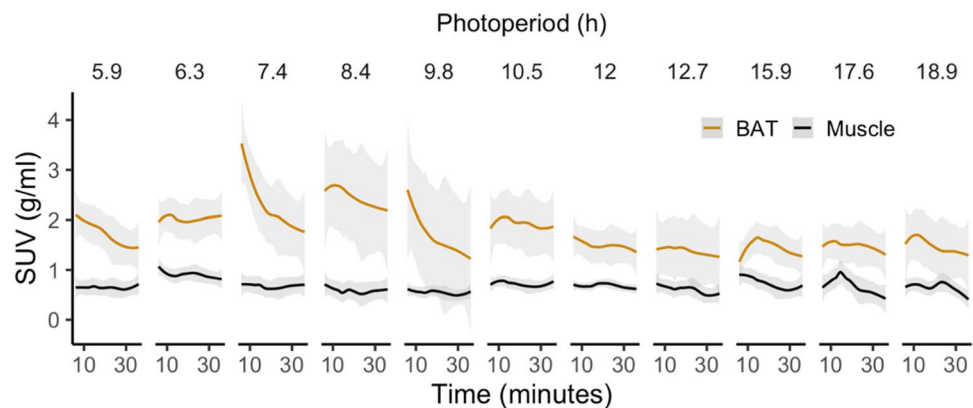 Photoperiod (h)
5.9 6.3 7.4 8.4 9.8 10.5 12 12.7 15.9 17.6 18.9
SUV (g/ml)
4
3
2
1
0
BAT Muscle
10 30 10 30 10 30 10 30 10 30 10 30 10 30 10 30 10 30 10 30 10 30
Time (minutes)